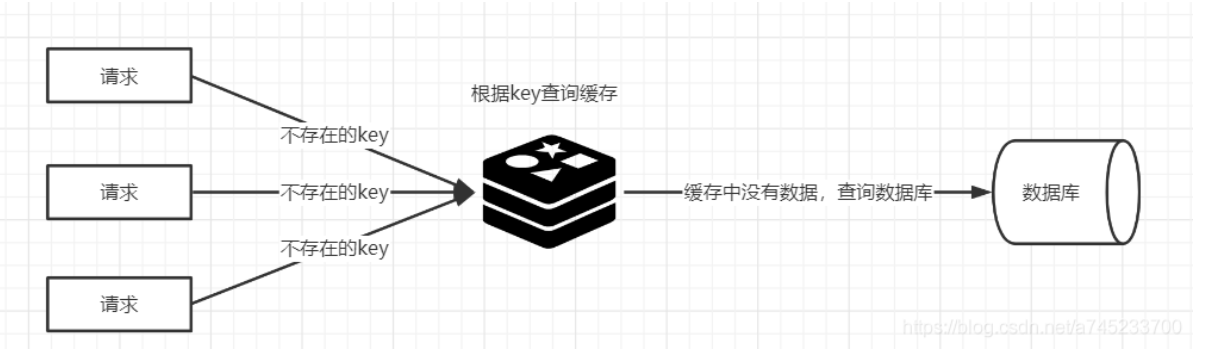 请求
根据key查询缓存
不存在的key
请求
不存在的key
缓存中没有数据，查询数据库
数据库
不存在的key
请求
https://blog.csdn.net/a745233700